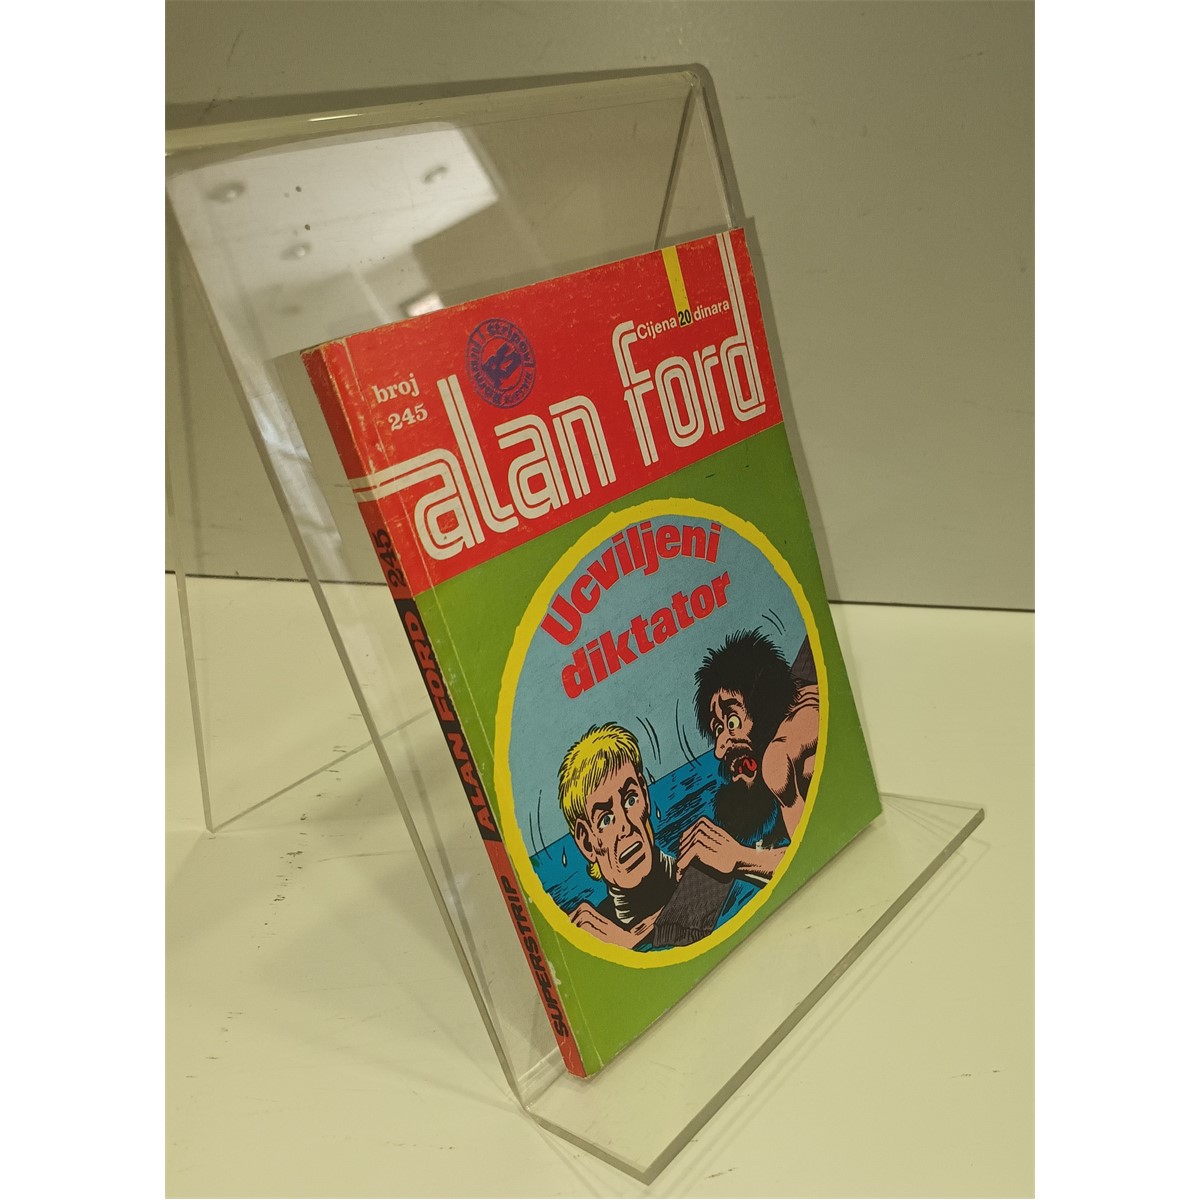 Cijena 20 dinara
broj
245
alan ford
Ucviljeni
diktator
SUPERSTRIP ALAN FORD 245